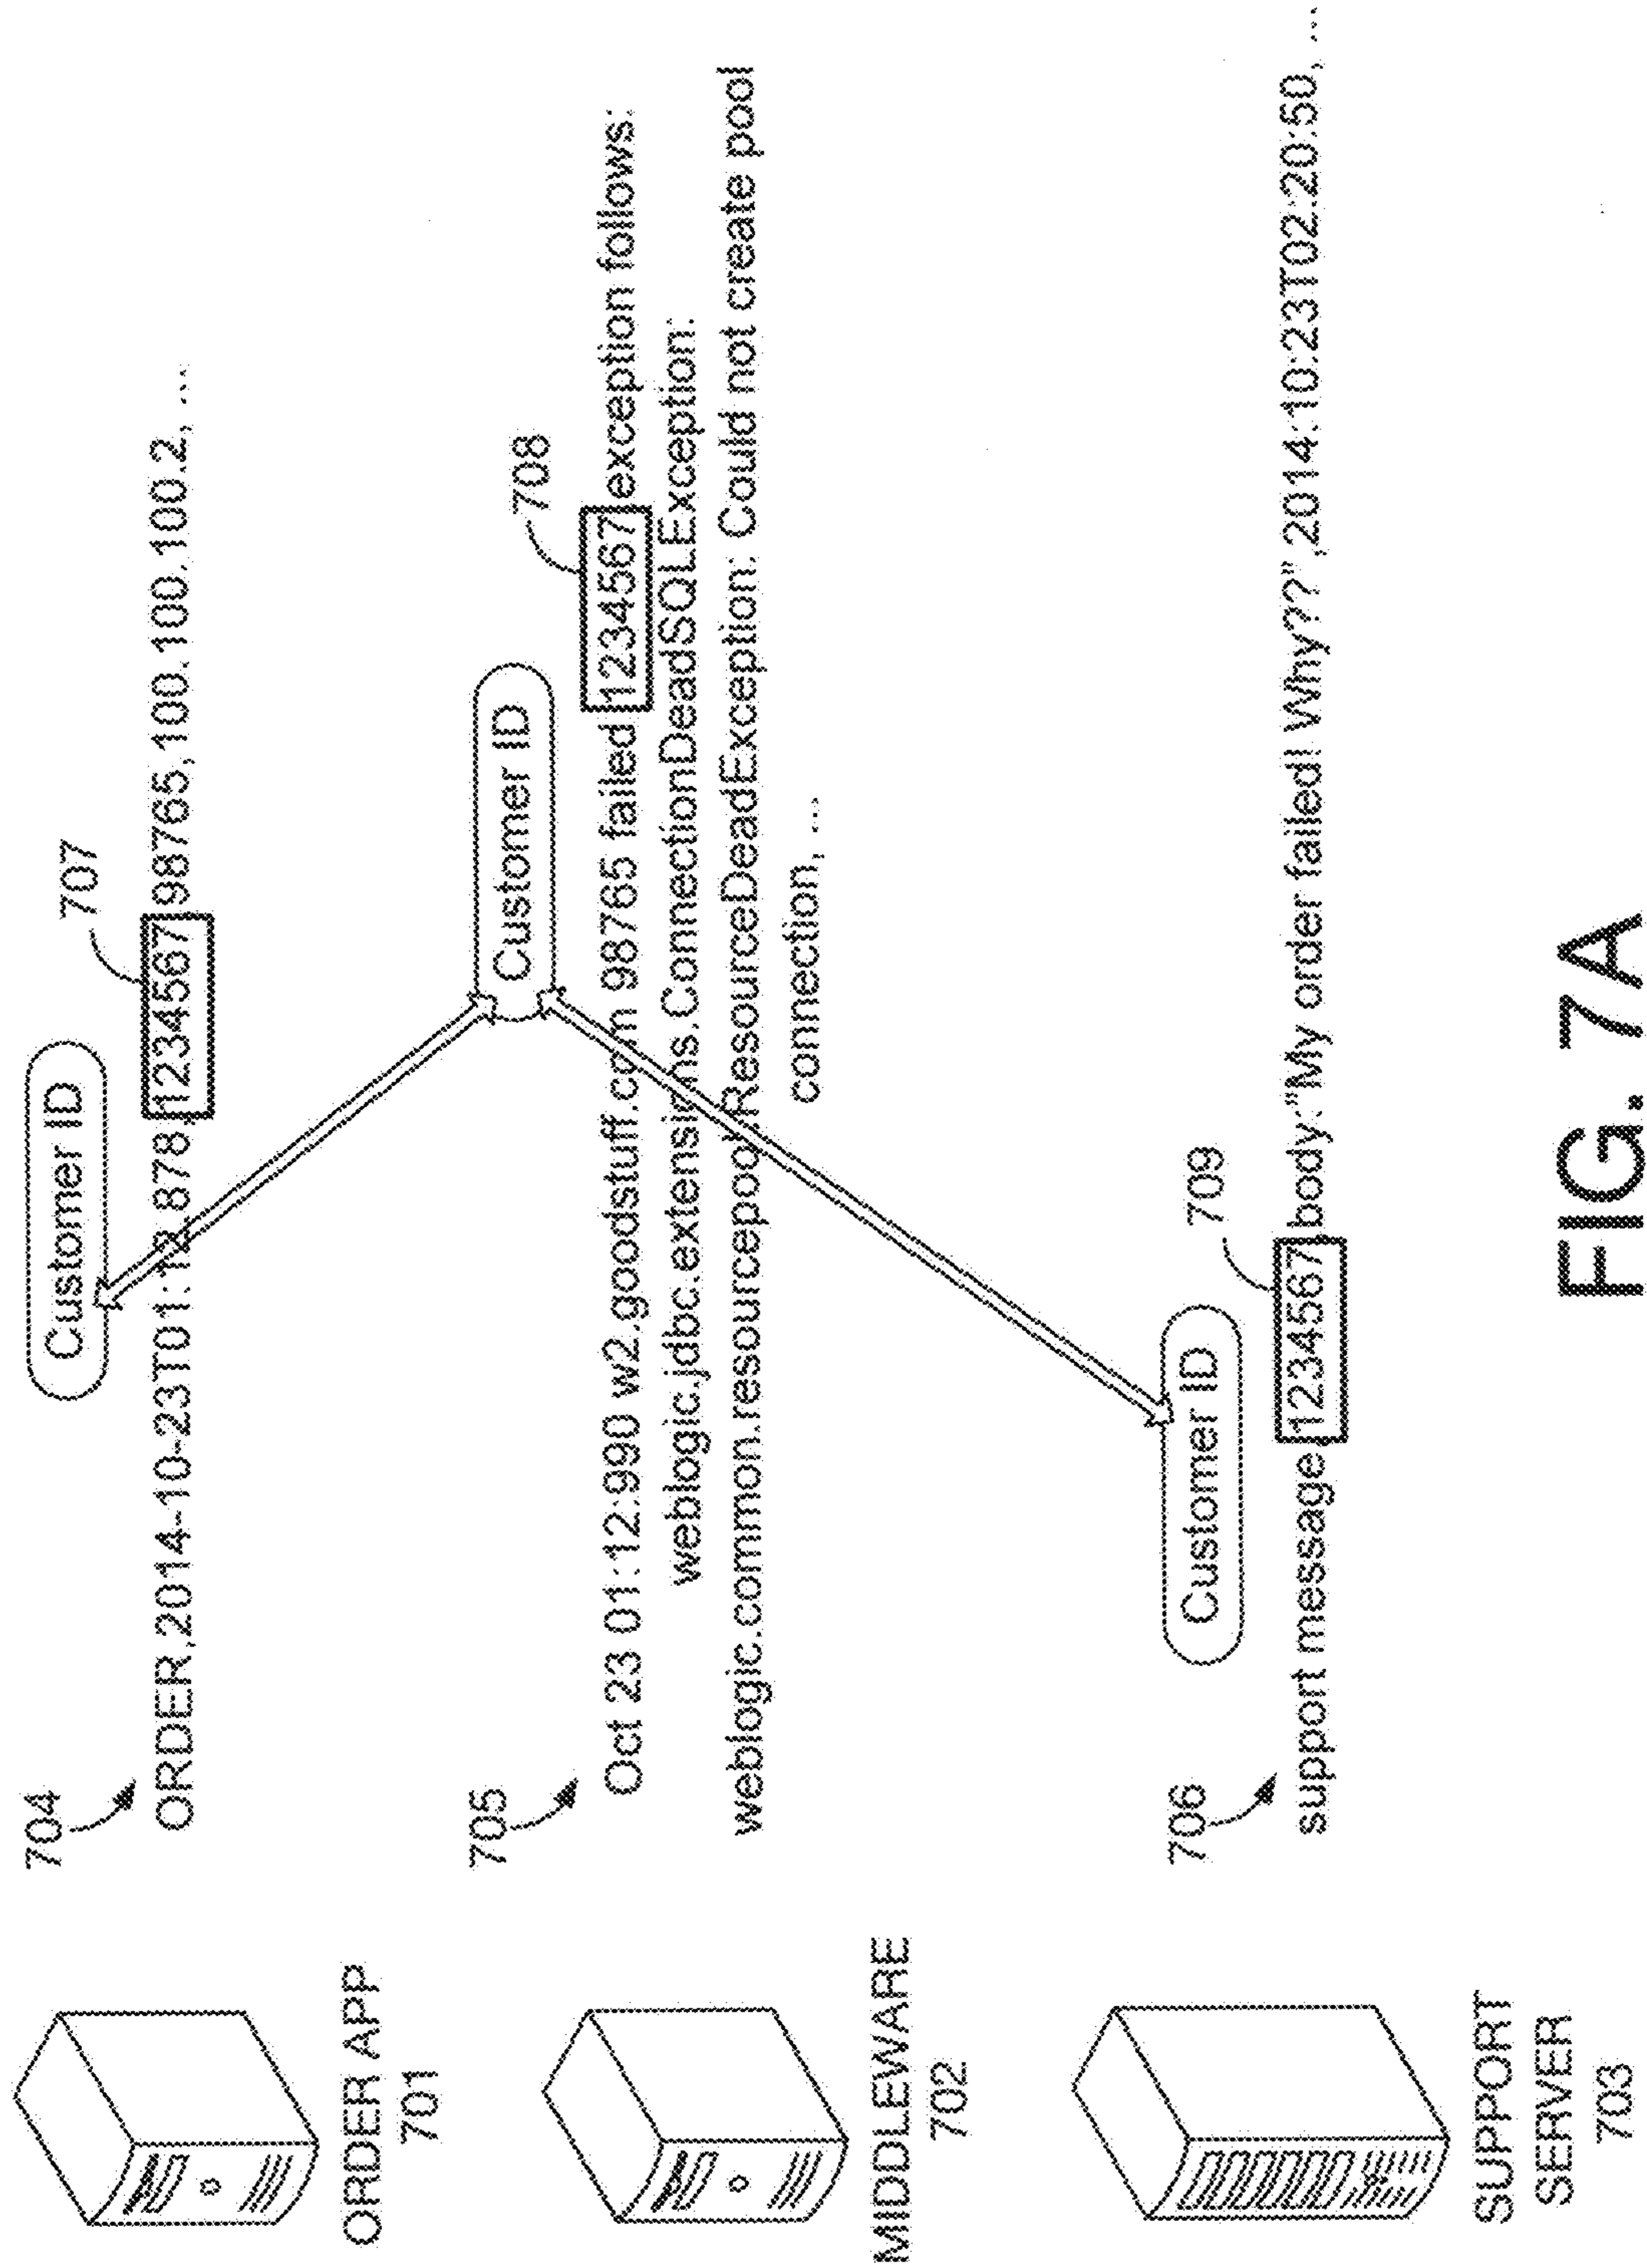 704
Customer ID
707
ORDER,2014-10-23T01:12.878,1234567,98765,100.100.100.2, ...
ORDER APP
701
705
Customer ID
708
Oct 23 01:12:990 w2.goodstuff.com 98765 failed 1234567 exception follows:
weblogic.jdbc.extensions.ConnectionDeadSQLException:
weblogic.common.resourcepool.ResourceDeadException: Could not create pool
connection, ...
MIDDLEWARE
702
706
Customer ID
709
support message,1234567,body:"My order failed! Why??",2014:10:23T02:20:50, ...
SUPPORT
SERVER
703
FIG. 7A